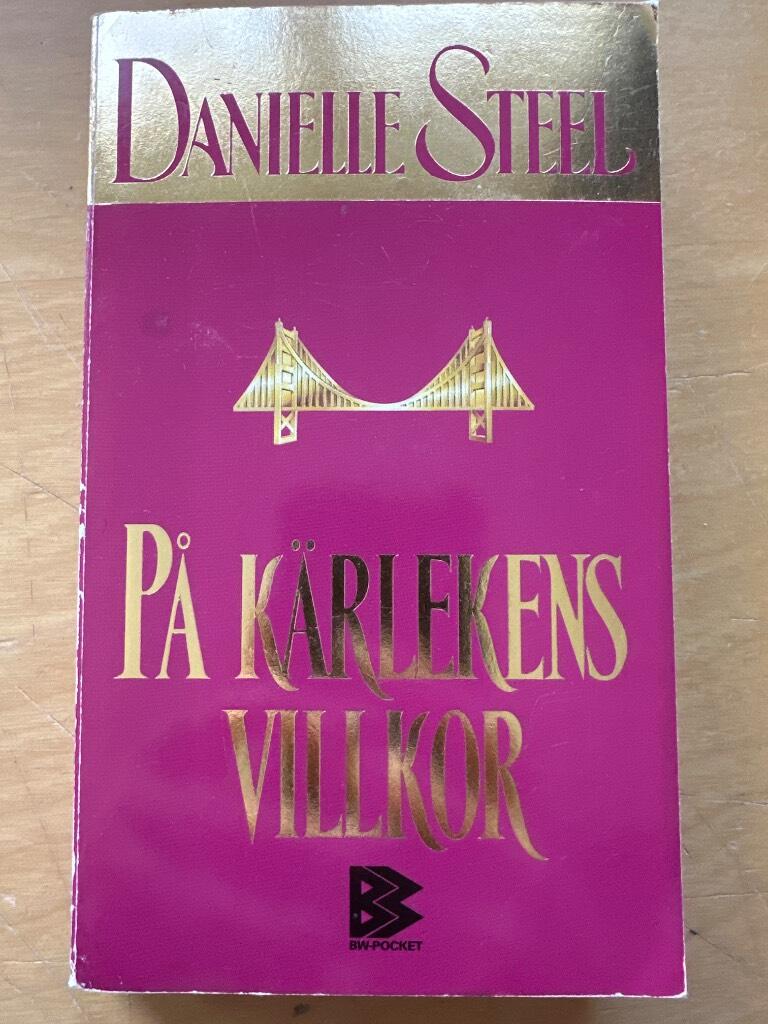 DANIELLE STEEL
PÅ KÄRLEKENS
VILLKOR
BW-POCKET